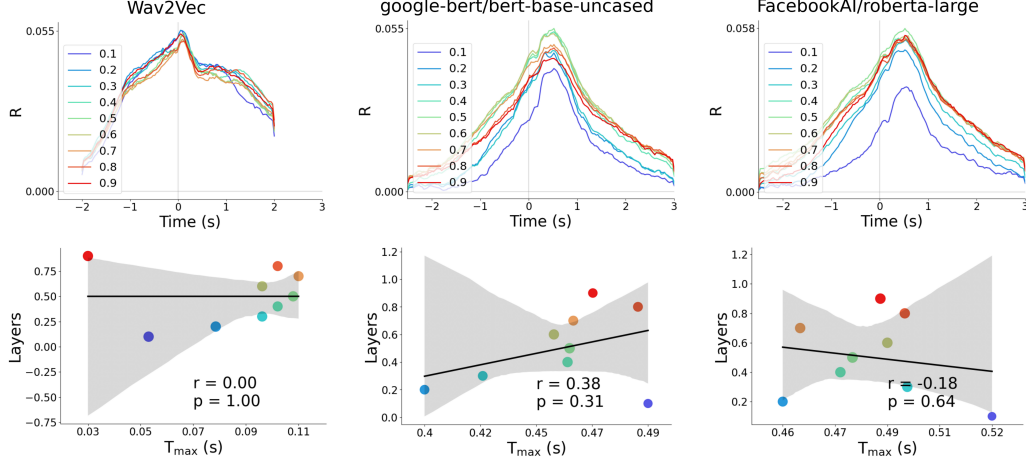 Wav2Vec
0.055
0.1
0.2
0.3
0.4
0.5
0.6
0.7
0.8
0.9
R
0.000
−2 −1 0 1 2 3
Time (s)
google-bert/bert-base-uncased
0.055
0.1
0.2
0.3
0.4
0.5
0.6
0.7
0.8
0.9
R
0.000
−2 −1 0 1 2 3
Time (s)
FacebookAI/roberta-large
0.058
0.1
0.2
0.3
0.4
0.5
0.6
0.7
0.8
0.9
R
0.000
−2 −1 0 1 2 3
Time (s)
0.75
0.50
0.25
0.00
−0.25
−0.50
−0.75
Layers
r = 0.00
p = 1.00
0.03 0.05 0.07 0.09 0.11
Tmax (s)
1.2
1.0
0.8
0.6
0.4
0.2
0.0
Layers
r = 0.38
p = 0.31
0.4 0.42 0.45 0.47 0.49
Tmax (s)
1.2
1.0
0.8
0.6
0.4
0.2
Layers
r = -0.18
p = 0.64
0.46 0.47 0.49 0.51 0.52
Tmax (s)